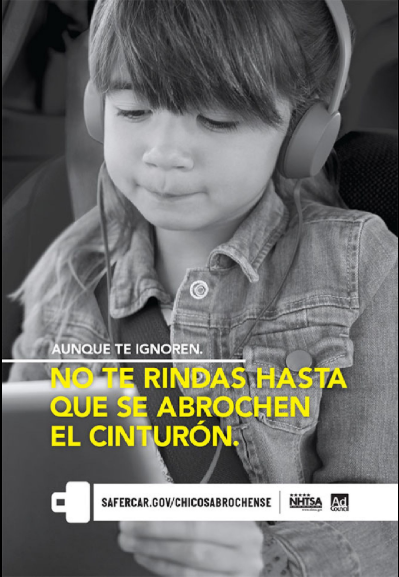 AUNQUE TE IGNOREN.
NO TE RINDAS HASTA
QUE SE ABROCHEN
EL CINTURÓN.
SAFERCAR.GOV/CHICOSABROCHENSE
NHTSA
Ad
Council